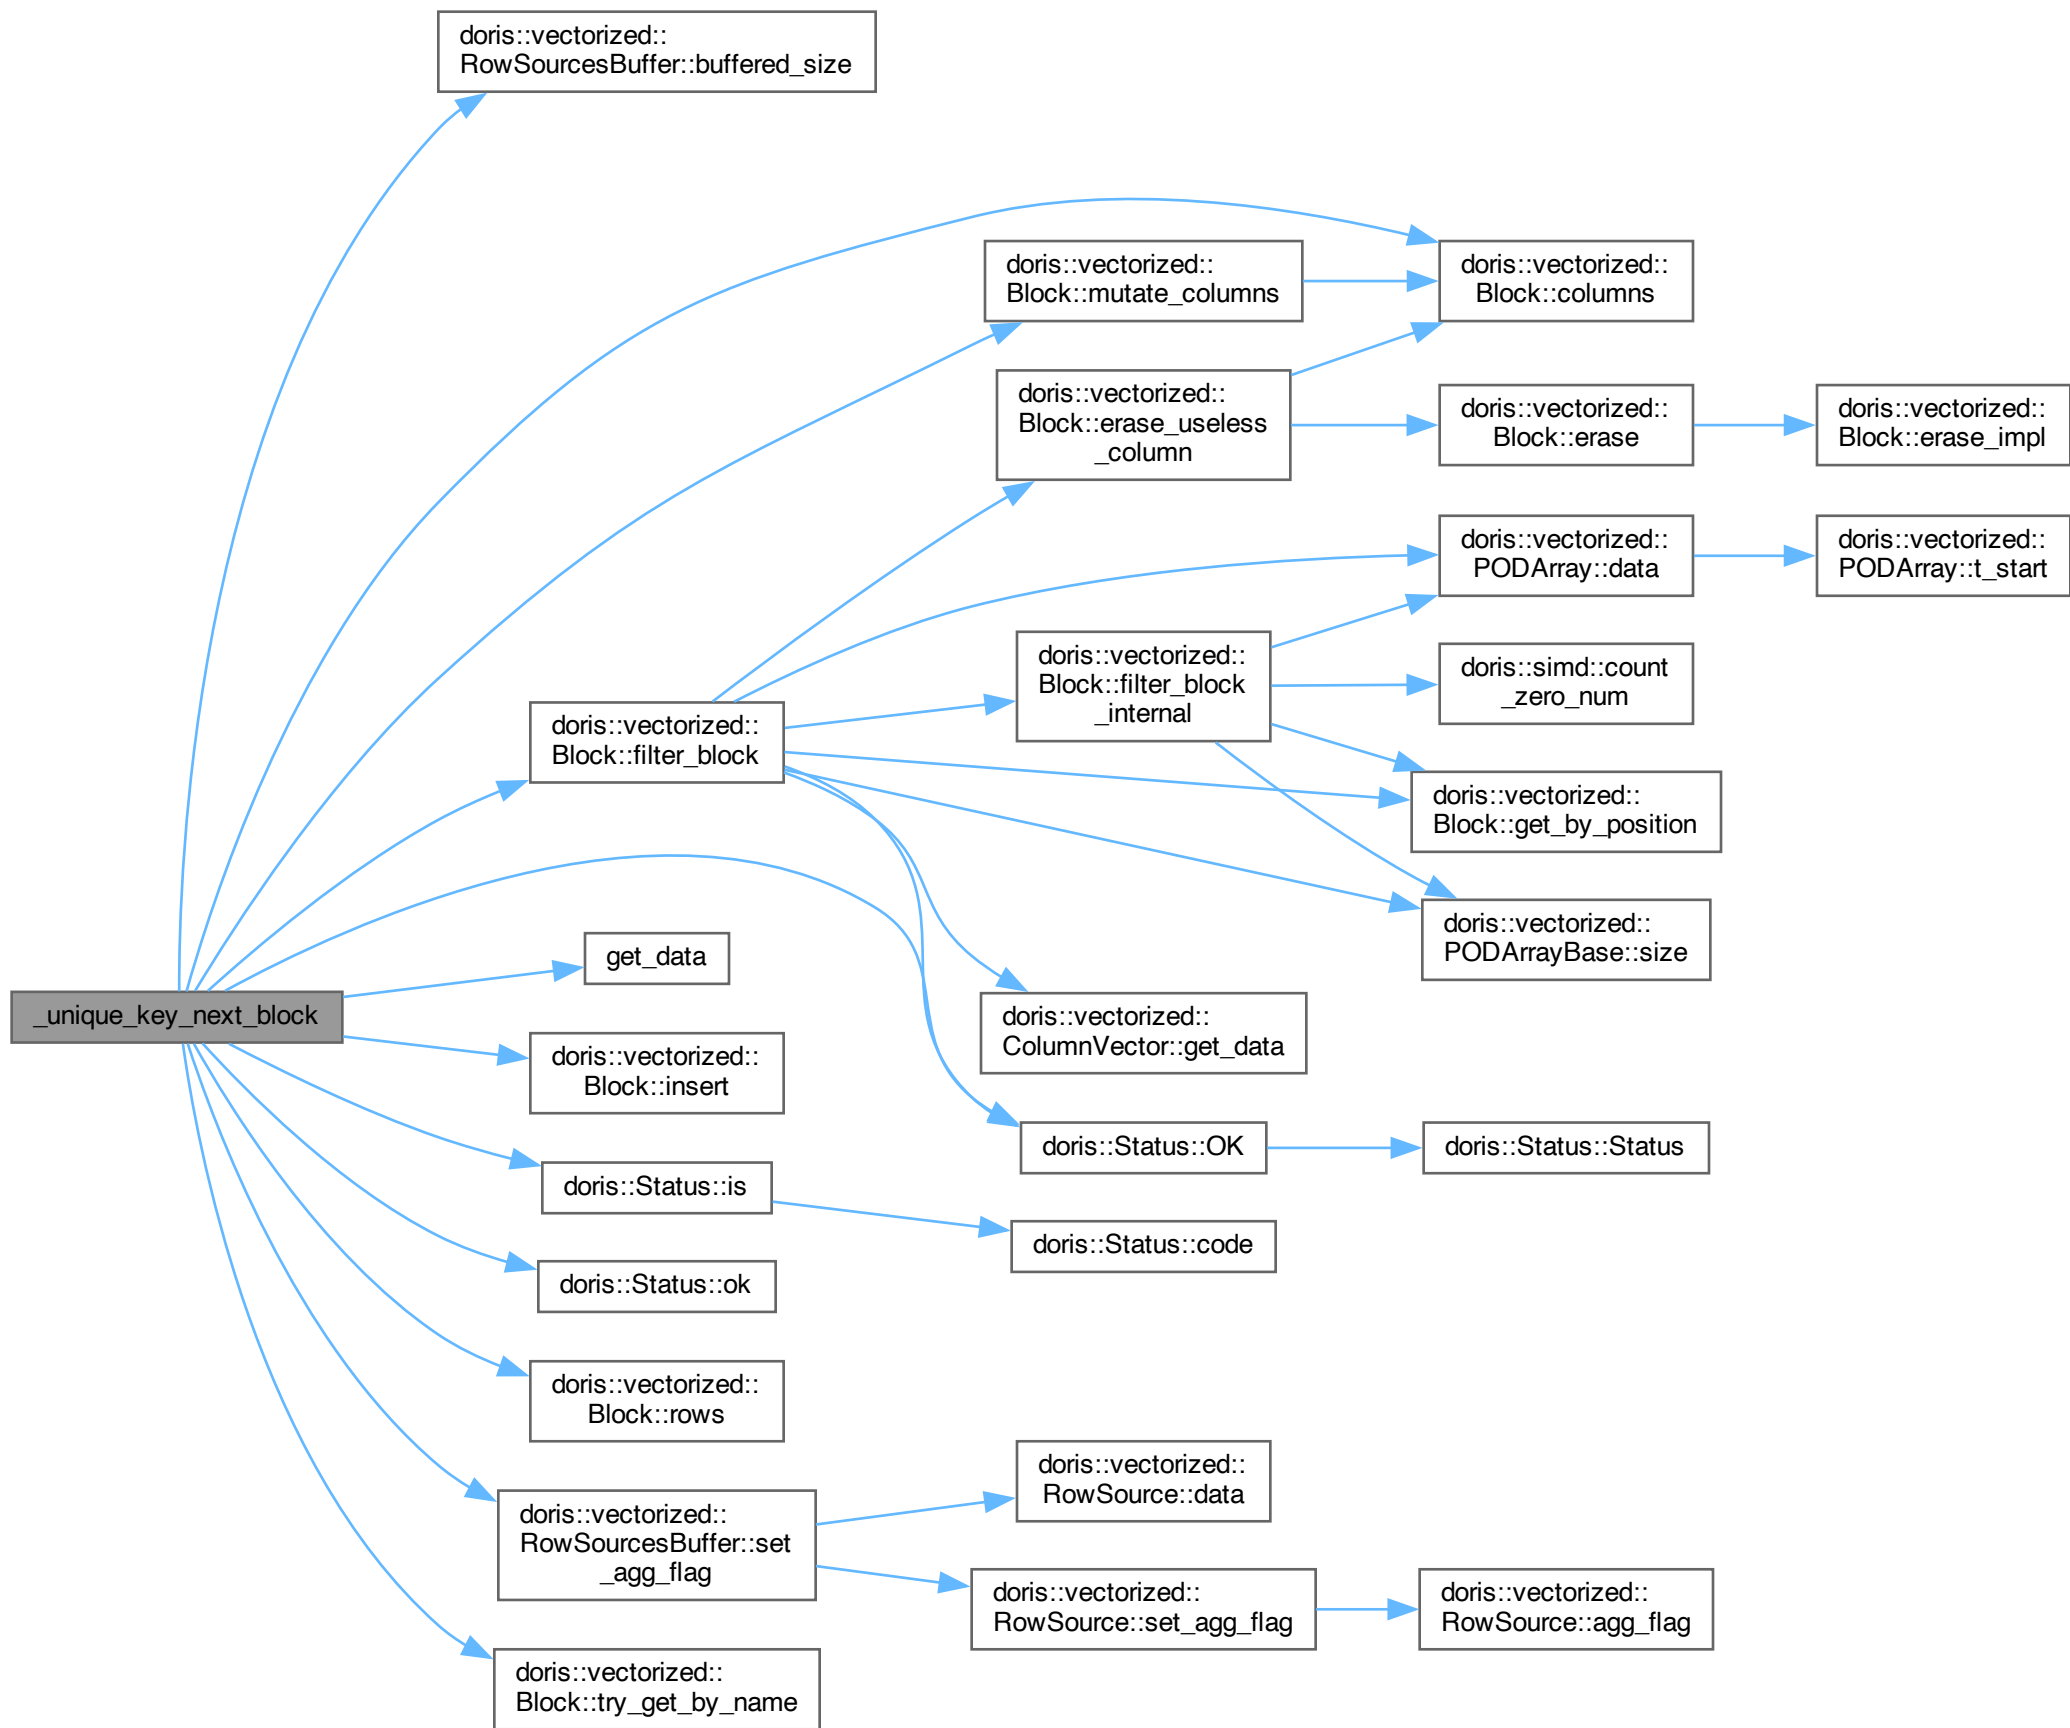 doris::vectorized::
RowSourcesBuffer::buffered_size
doris::vectorized::
Block::mutate_columns
doris::vectorized::
Block::columns
doris::vectorized::
Block::erase_useless
_column
doris::vectorized::
Block::erase
doris::vectorized::
Block::erase_impl
doris::vectorized::
PODArray::data
doris::vectorized::
PODArray::t_start
doris::vectorized::
Block::filter_block
_internal
doris::simd::count
_zero_num
doris::vectorized::
Block::filter_block
doris::vectorized::
Block::get_by_position
doris::vectorized::
PODArrayBase::size
get_data
_unique_key_next_block
doris::vectorized::
ColumnVector::get_data
doris::vectorized::
Block::insert
doris::Status::OK
doris::Status::Status
doris::Status::is
doris::Status::code
doris::Status::ok
doris::vectorized::
Block::rows
doris::vectorized::
RowSource::data
doris::vectorized::
RowSourcesBuffer::set
_agg_flag
doris::vectorized::
RowSource::set_agg_flag
doris::vectorized::
RowSource::agg_flag
doris::vectorized::
Block::try_get_by_name